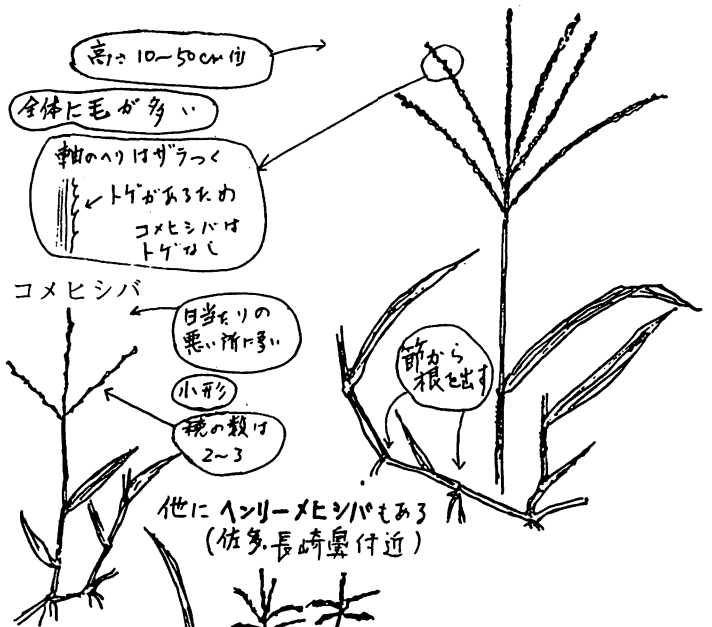 高さ 10〜50cm位
全体に毛が多い
軸のヘリはザラつく
トゲがあるため
コメヒシバは
トゲなし
コメヒシバ
日当たりの
悪い所に多い
小形
穂の数は
2〜3
節から
根を出す
他にヘンリーメヒシバもある
(佐多.長崎鼻付近)